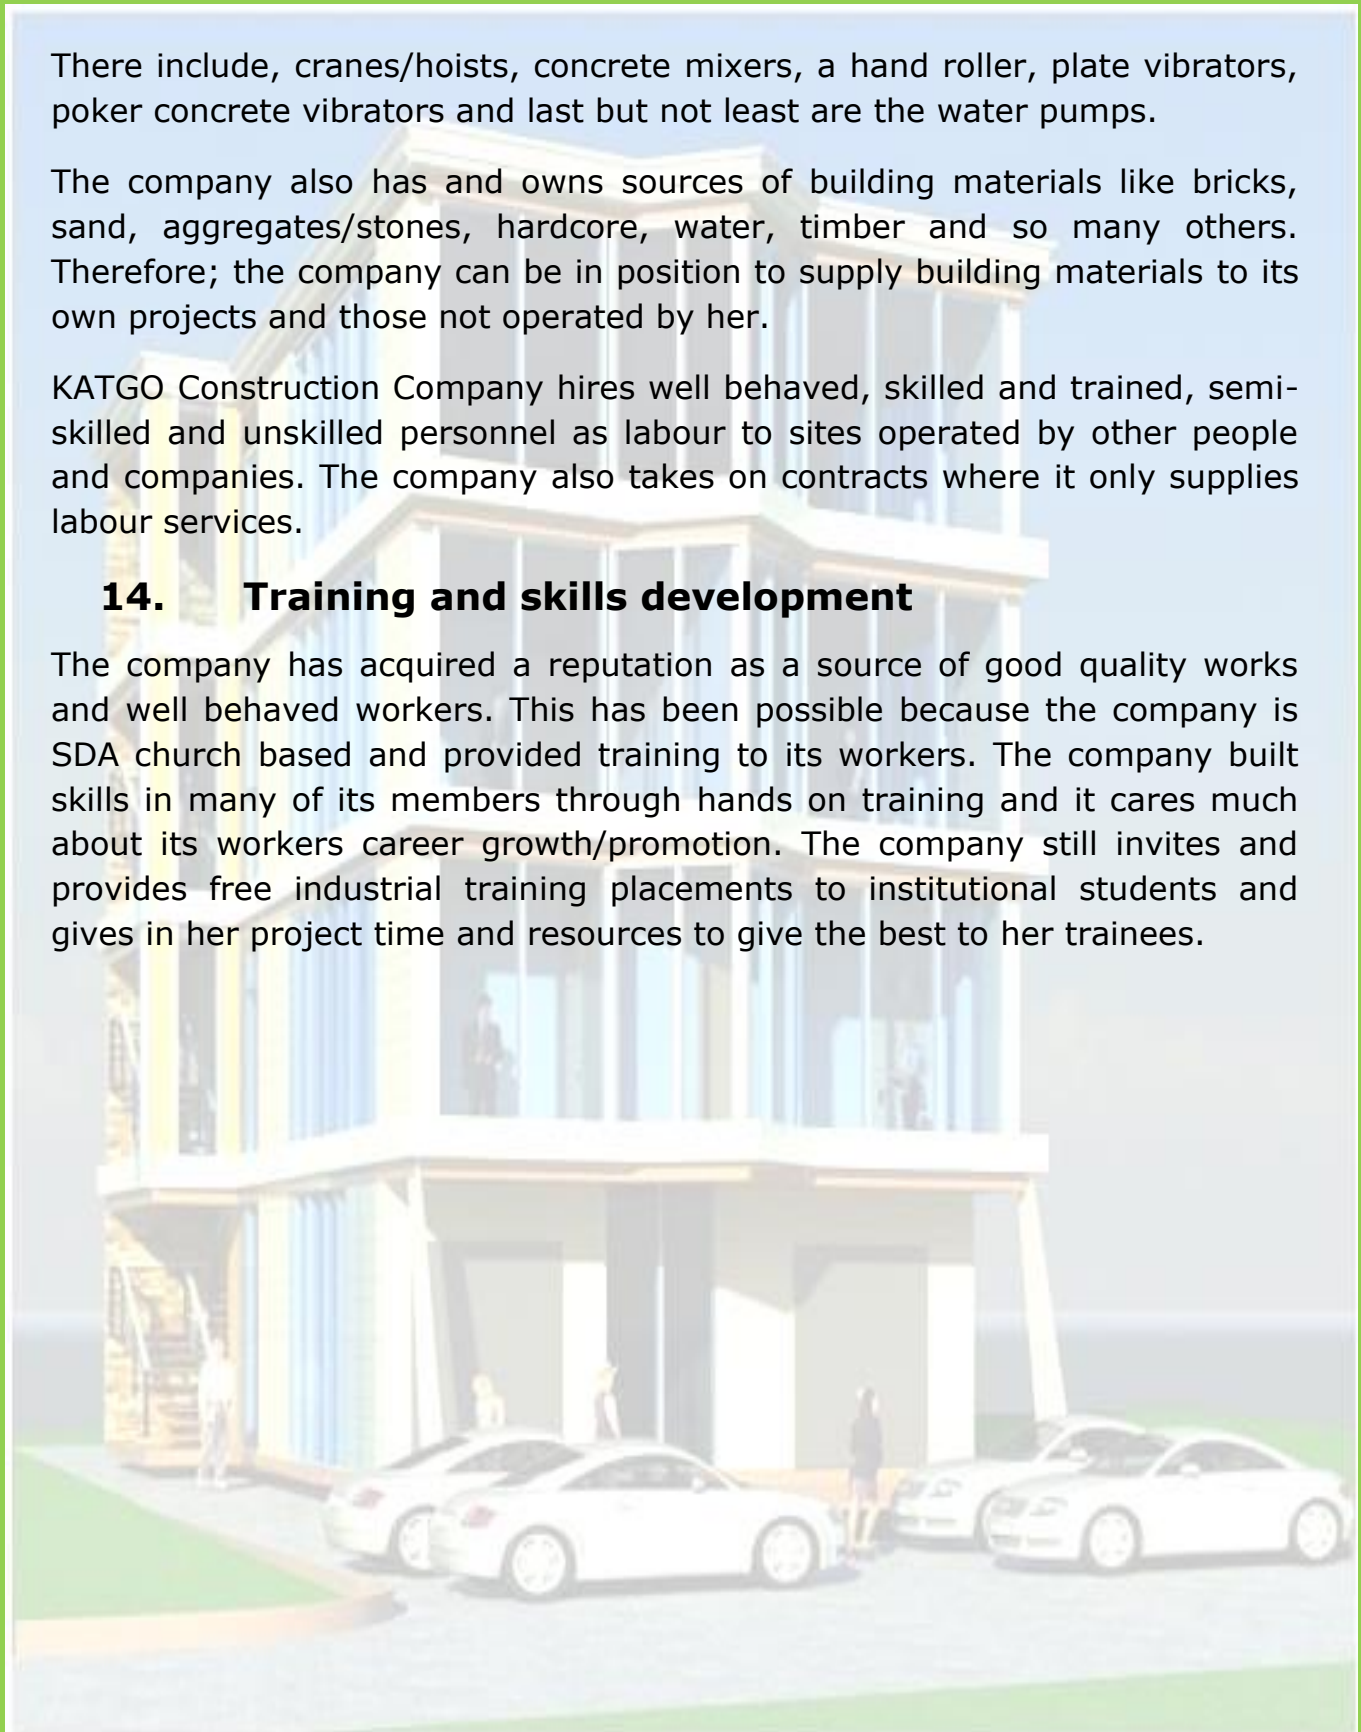 There include, cranes/hoists, concrete mixers, a hand roller, plate vibrators,
poker concrete vibrators and last but not least are the water pumps.
The company also has and owns sources of building materials like bricks,
sand, aggregates/stones, hardcore, water, timber and so many others.
Therefore; the company can be in position to supply building materials to its
own projects and those not operated by her.
KATGO Construction Company hires well behaved, skilled and trained, semi-
skilled and unskilled personnel as labour to sites operated by other people
and companies. The company also takes on contracts where it only supplies
labour services.
14. Training and skills development
The company has acquired a reputation as a source of good quality works
and well behaved workers. This has been possible because the company is
SDA church based and provided training to its workers. The company built
skills in many of its members through hands on training and it cares much
about its workers career growth/promotion. The company still invites and
provides free industrial training placements to institutional students and
gives in her project time and resources to give the best to her trainees.